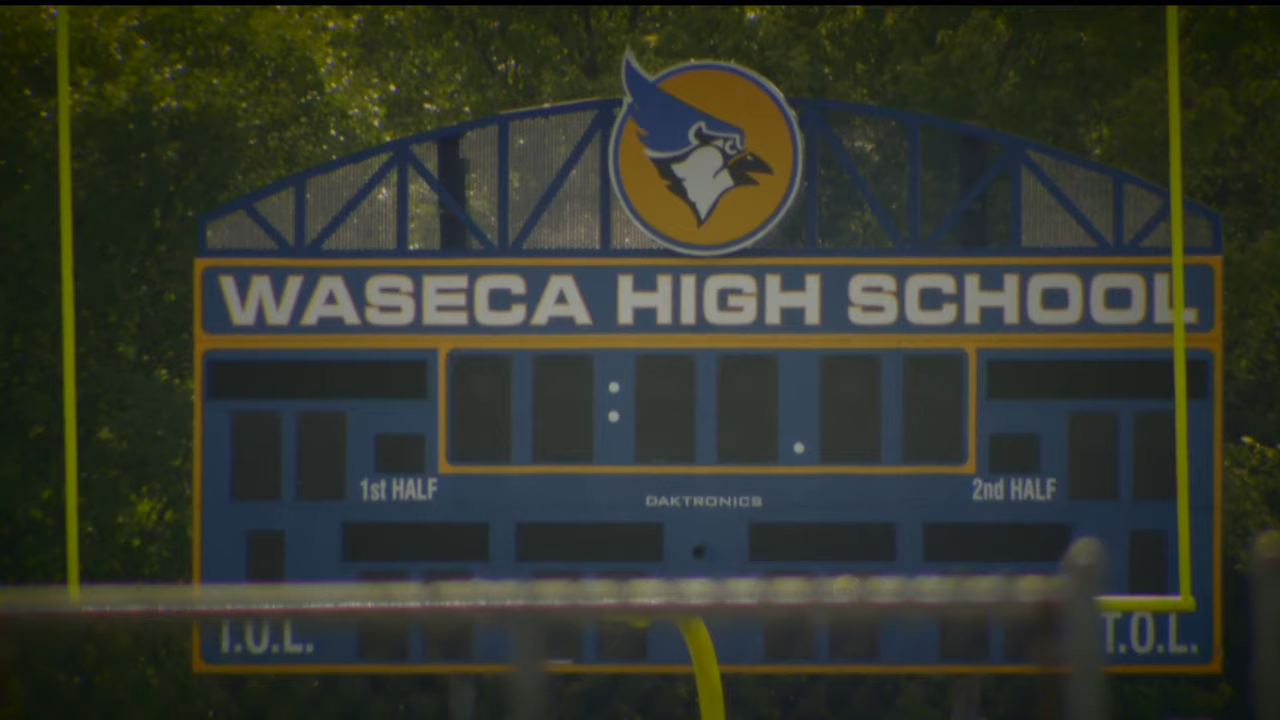 WASECA HIGH SCHOOL
1st HALF
DAKTRONICS
2nd HALF
T.O.L.
T.O.L.